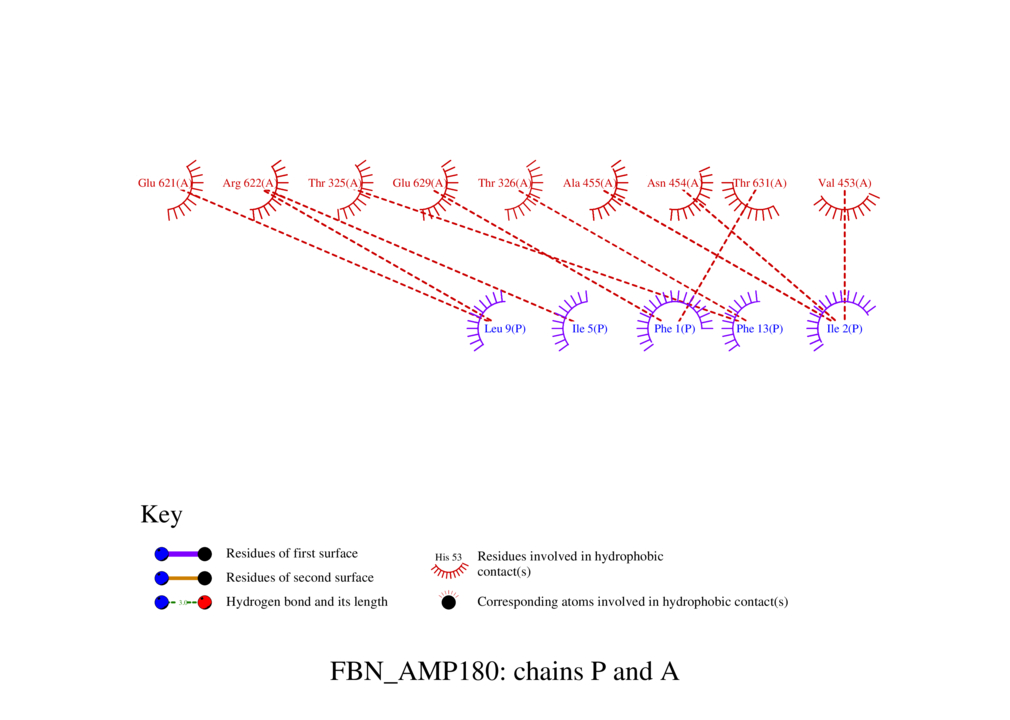 Glu 621(A) Arg 622(A) Thr 325(A) Glu 629(A) Thr 326(A) Ala 455(A) Asn 454(A) Thr 631(A) Val 453(A)
Leu 9(P) Ile 5(P) Phe 1(P) Phe 13(P) Ile 2(P)
Key
Residues of first surface
Residues of second surface
3.0 Hydrogen bond and its length
His 53 Residues involved in hydrophobic
contact(s)
Corresponding atoms involved in hydrophobic contact(s)
FBN_AMP180: chains P and A